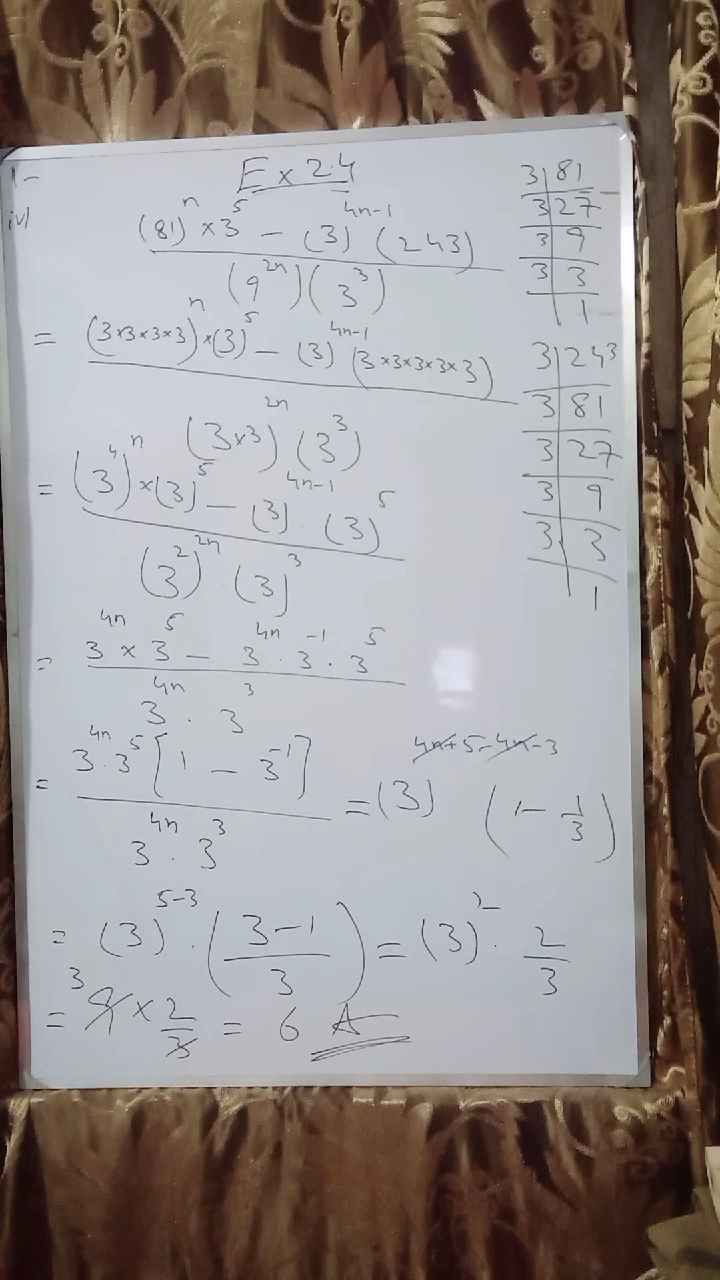 1- Ex 2.4
iv) (81)^n × 3^5 - (3)^{4n-1} (243)
(9^{2n})(3^3)
= (3×3×3×3)^n × (3)^5 - (3)^{4n-1} (3×3×3×3×3)
(3×3)^{2n} (3^3)
= (3^4)^n × (3)^5 - (3)^{4n-1} (3)^5
(3^2)^{2n} · (3)^3
= 3^{4n} × 3^5 - 3^{4n} · 3^{-1} · 3^5
3^{4n} · 3^3
= 3^{4n} · 3^5 [1 - 3^{-1}] = (3)^{4n+5-4n-3} (1 - 1/3)
3^{4n} · 3^3
= (3)^{5-3} · (3-1/3) = (3)^2 · 2/3
= 9 3 × 2/3 = 6 A
3 81
3 27
3 9
3 3
1
3 243
3 81
3 27
3 9
3 3
1